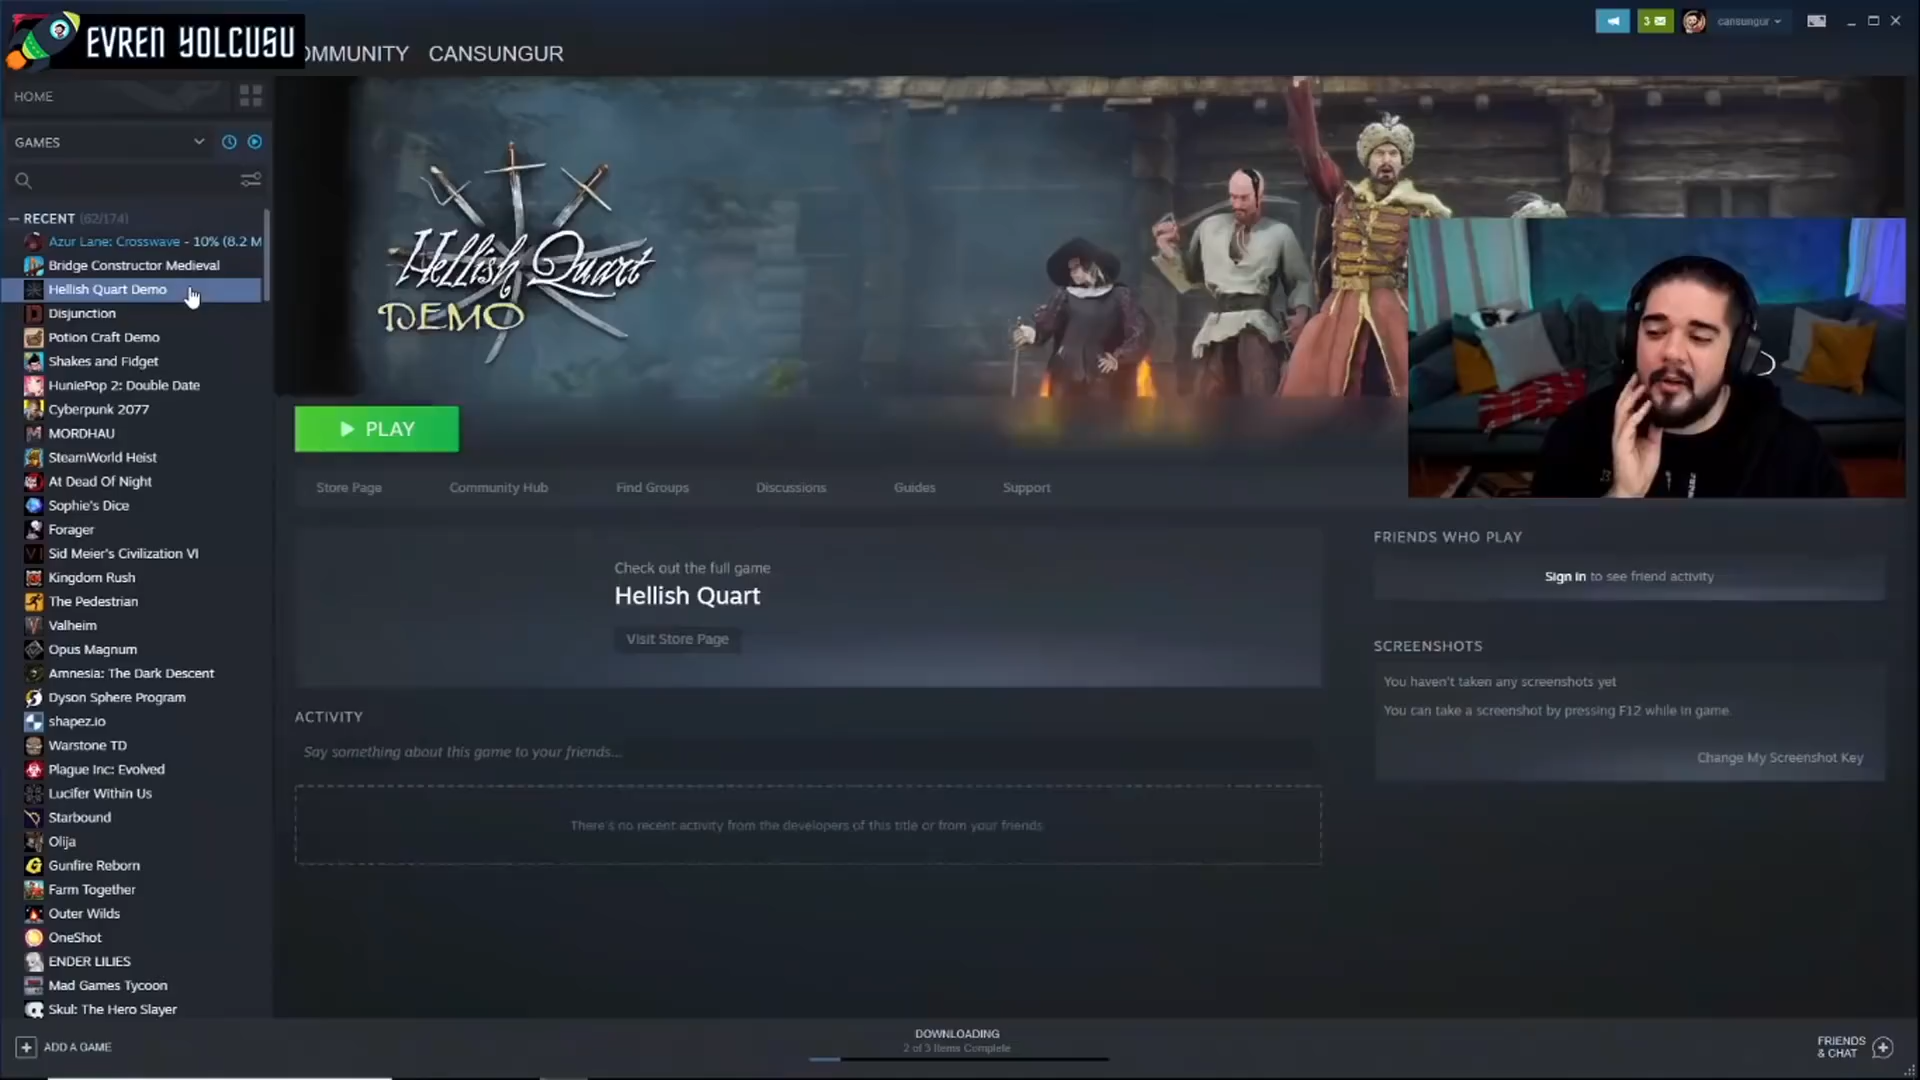 EVREN YOLCUSU
OMMUNITY
CANSUNGUR
3
cansungur
HOME
GAMES
RECENT (62/174)
Azur Lane: Crosswave - 10% (8.2 M
Bridge Constructor Medieval
Hellish Quart Demo
Disjunction
Potion Craft Demo
Shakes and Fidget
HuniePop 2: Double Date
Cyberpunk 2077
MORDHAU
SteamWorld Heist
At Dead Of Night
Sophie's Dice
Forager
Sid Meier's Civilization VI
Kingdom Rush
The Pedestrian
Valheim
Opus Magnum
Amnesia: The Dark Descent
Dyson Sphere Program
shapez.io
Warstone TD
Plague Inc: Evolved
Lucifer Within Us
Starbound
Olija
Gunfire Reborn
Farm Together
Outer Wilds
OneShot
ENDER LILIES
Mad Games Tycoon
Skul: The Hero Slayer
ADD A GAME
Hellish Quart
DEMO
PLAY
Store Page
Community Hub
Find Groups
Discussions
Guides
Support
Check out the full game
Hellish Quart
Visit Store Page
ACTIVITY
Say something about this game to your friends...
There's no recent activity from the developers of this title or from your friends
FRIENDS WHO PLAY
Sign in to see friend activity
SCREENSHOTS
You haven't taken any screenshots yet
You can take a screenshot by pressing F12 while in game.
Change My Screenshot Key
DOWNLOADING
2 of 3 Items Complete
FRIENDS
& CHAT